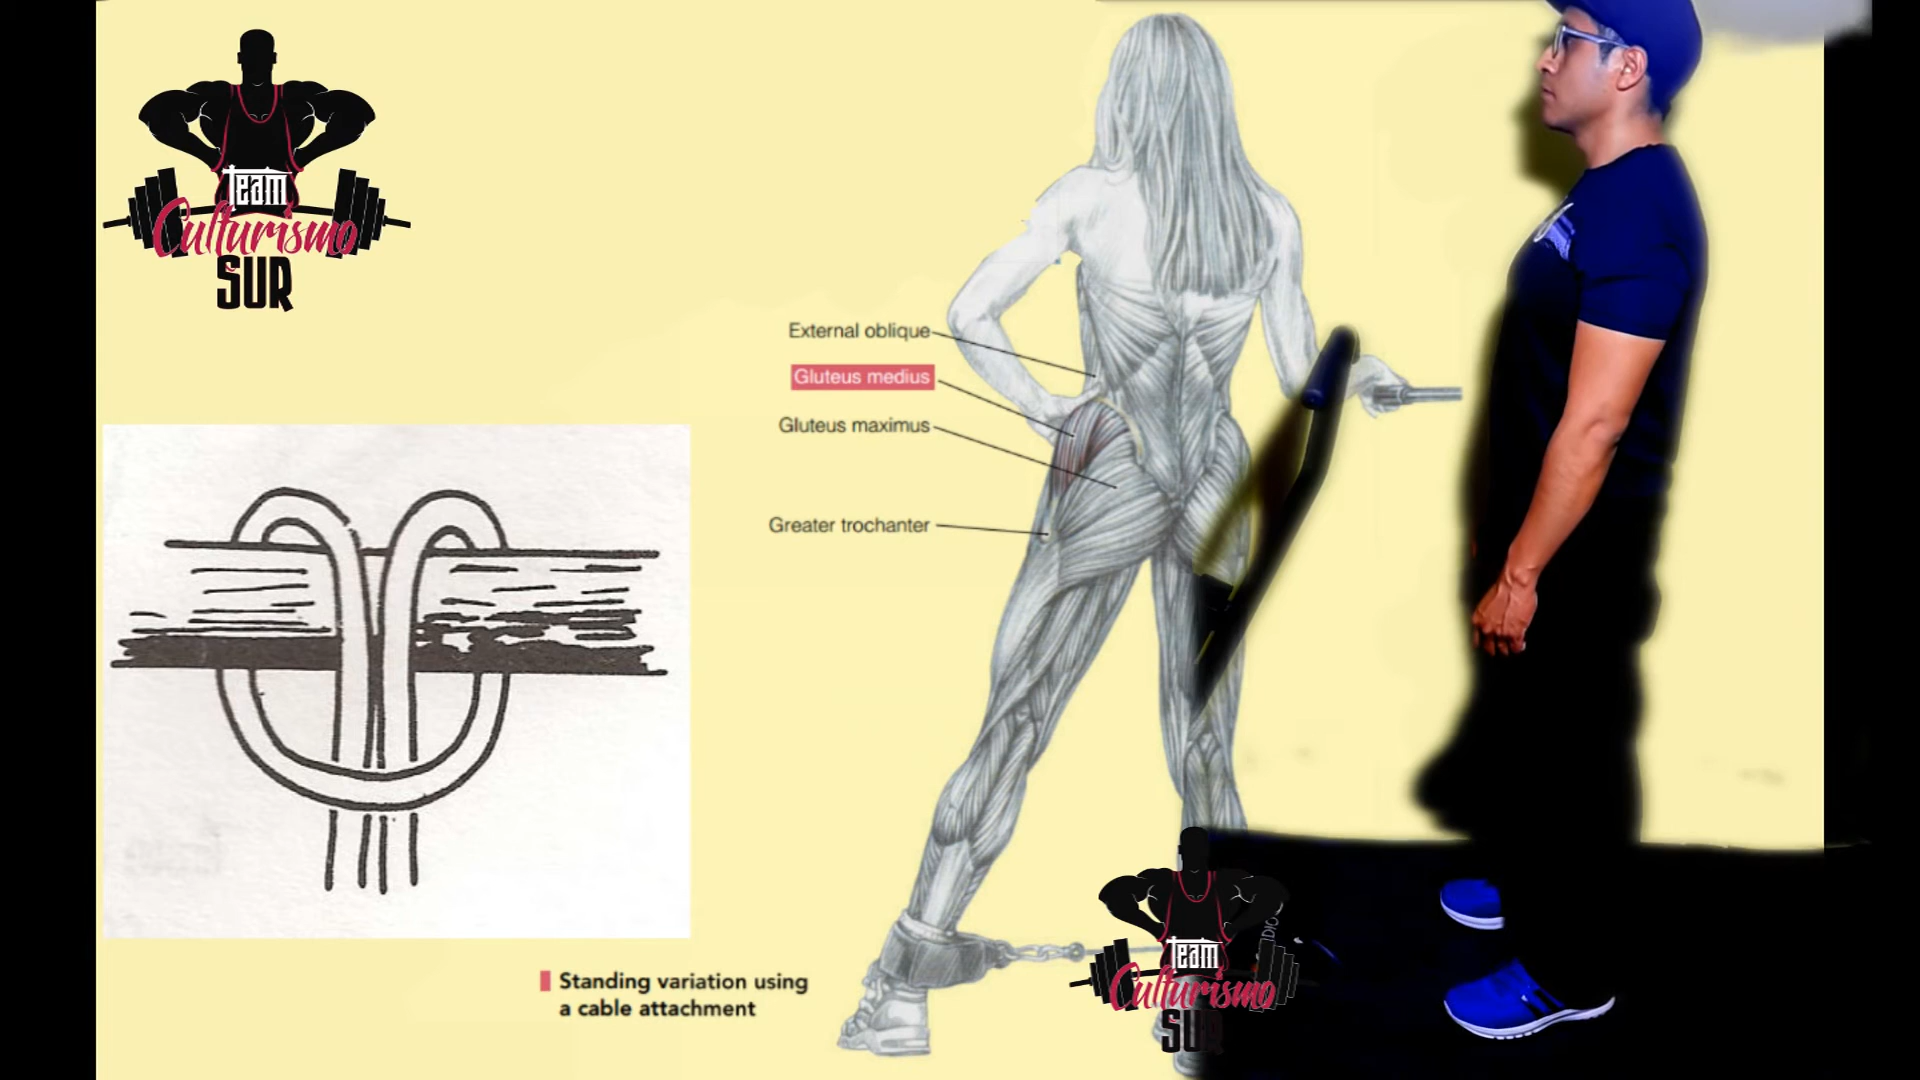 team
Culturismo
SUR
External oblique
Gluteus medius
Gluteus maximus
Greater trochanter
Standing variation using
a cable attachment
team
Culturismo
SUR